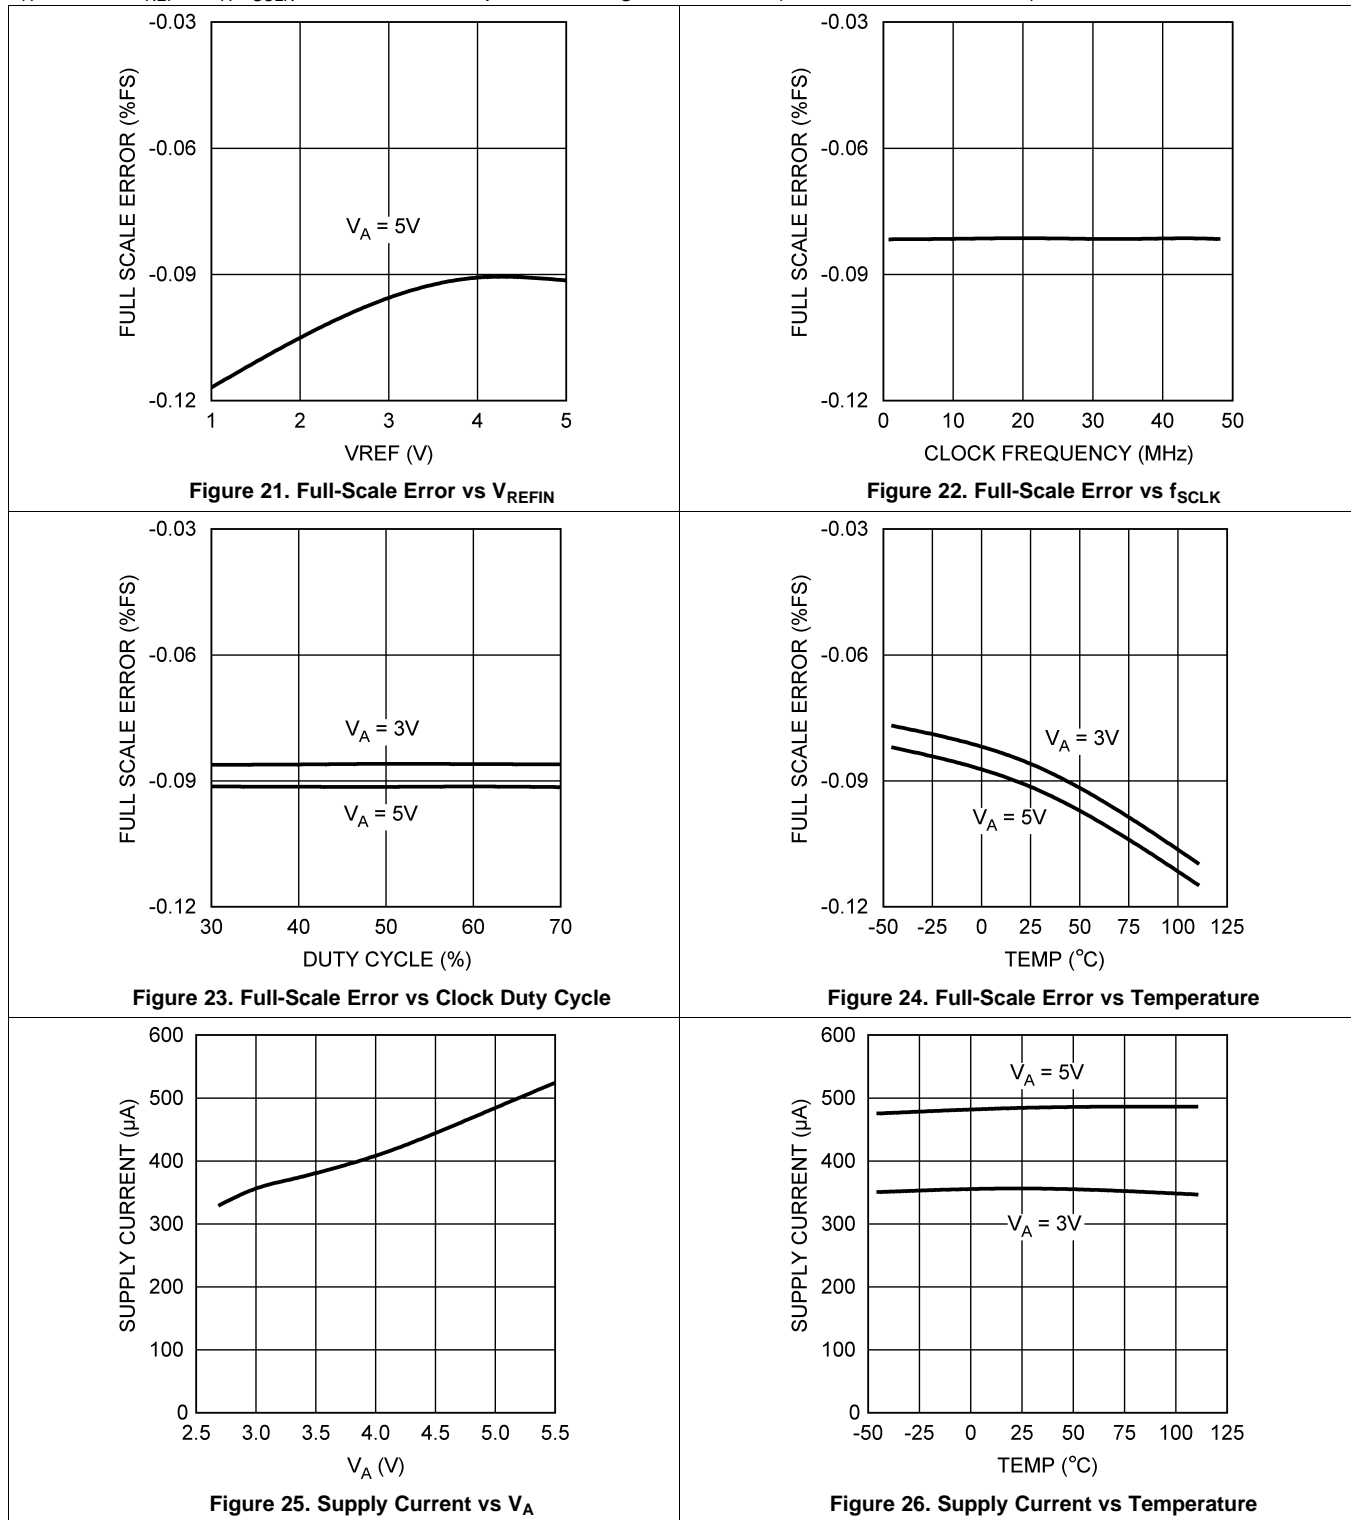 -0.03
-0.06
-0.09
-0.12
FULL SCALE ERROR (%FS)
V_A = 5V
1 2 3 4 5
VREF (V)
Figure 21. Full-Scale Error vs V_REFIN
-0.03
-0.06
-0.09
-0.12
FULL SCALE ERROR (%FS)
0 10 20 30 40 50
CLOCK FREQUENCY (MHz)
Figure 22. Full-Scale Error vs f_SCLK
-0.03
-0.06
-0.09
-0.12
FULL SCALE ERROR (%FS)
V_A = 3V
V_A = 5V
30 40 50 60 70
DUTY CYCLE (%)
Figure 23. Full-Scale Error vs Clock Duty Cycle
-0.03
-0.06
-0.09
-0.12
FULL SCALE ERROR (%FS)
V_A = 3V
V_A = 5V
-50 -25 0 25 50 75 100 125
TEMP (°C)
Figure 24. Full-Scale Error vs Temperature
600
500
400
300
200
100
0
SUPPLY CURRENT (µA)
2.5 3.0 3.5 4.0 4.5 5.0 5.5
V_A (V)
Figure 25. Supply Current vs V_A
600
500
400
300
200
100
0
SUPPLY CURRENT (µA)
V_A = 5V
V_A = 3V
-50 -25 0 25 50 75 100 125
TEMP (°C)
Figure 26. Supply Current vs Temperature